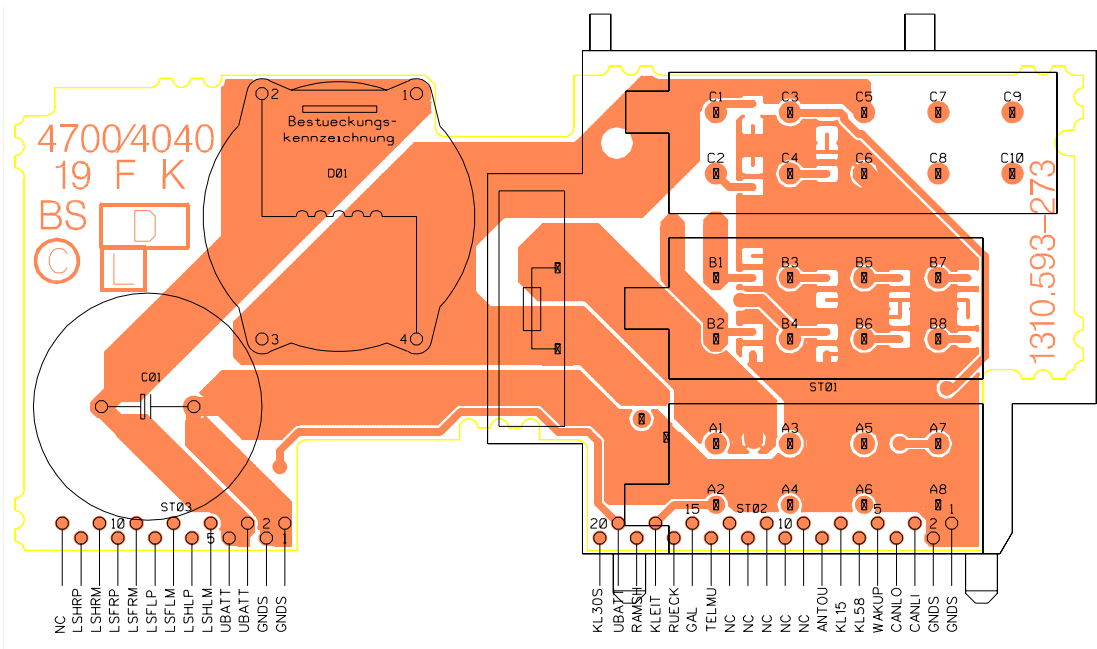 4700/4040
19 F K
BS D
C L
2 1
Bestueckungs-
kennzeichnung
D01
3 4
C01
ST03
10 5 2 1
NC
LSHRP
LSHRM
LSFRP
LSFRM
LSFLP
LSFLM
LSHLP
LSHLM
UBATT
UBATT
GNDS
GNDS
C1 C3 C5 C7 C9
C2 C4 C6 C8 C10
B1 B3 B5 B7
B2 B4 B6 B8
ST01
A1 A3 A5 A7
A2 A4 A6 A8
ST02
20 15 10 5 2 1
KL30S
UBATT
RAMSH
KLEIT
RUECK
GAL
TELMU
NC
NC
NC
NC
NC
ANTOU
KL15
KL58
WAKUP
CANLO
CANLI
GNDS
GNDS
1310.593-273